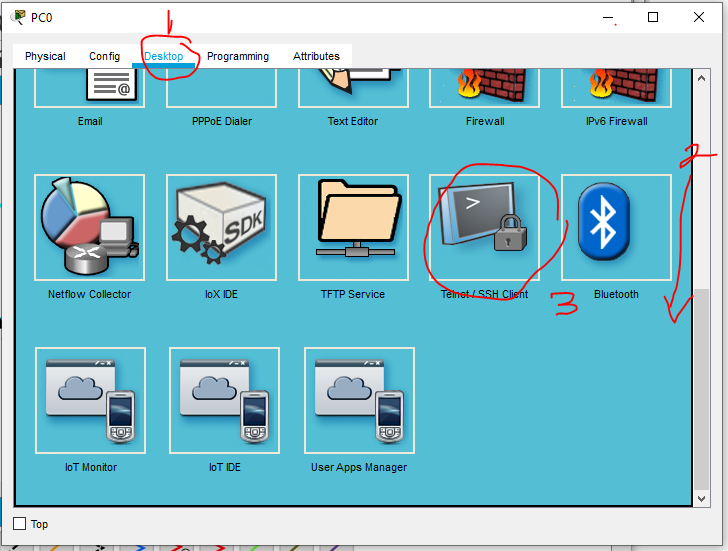 PC0
1
Physical Config Desktop Programming Attributes
@
Email PPPoE Dialer Text Editor Firewall IPv6 Firewall
2
> SDK
Netflow Collector IoX IDE TFTP Service Telnet / SSH Client Bluetooth
3
IoT Monitor IoT IDE User Apps Manager
Top